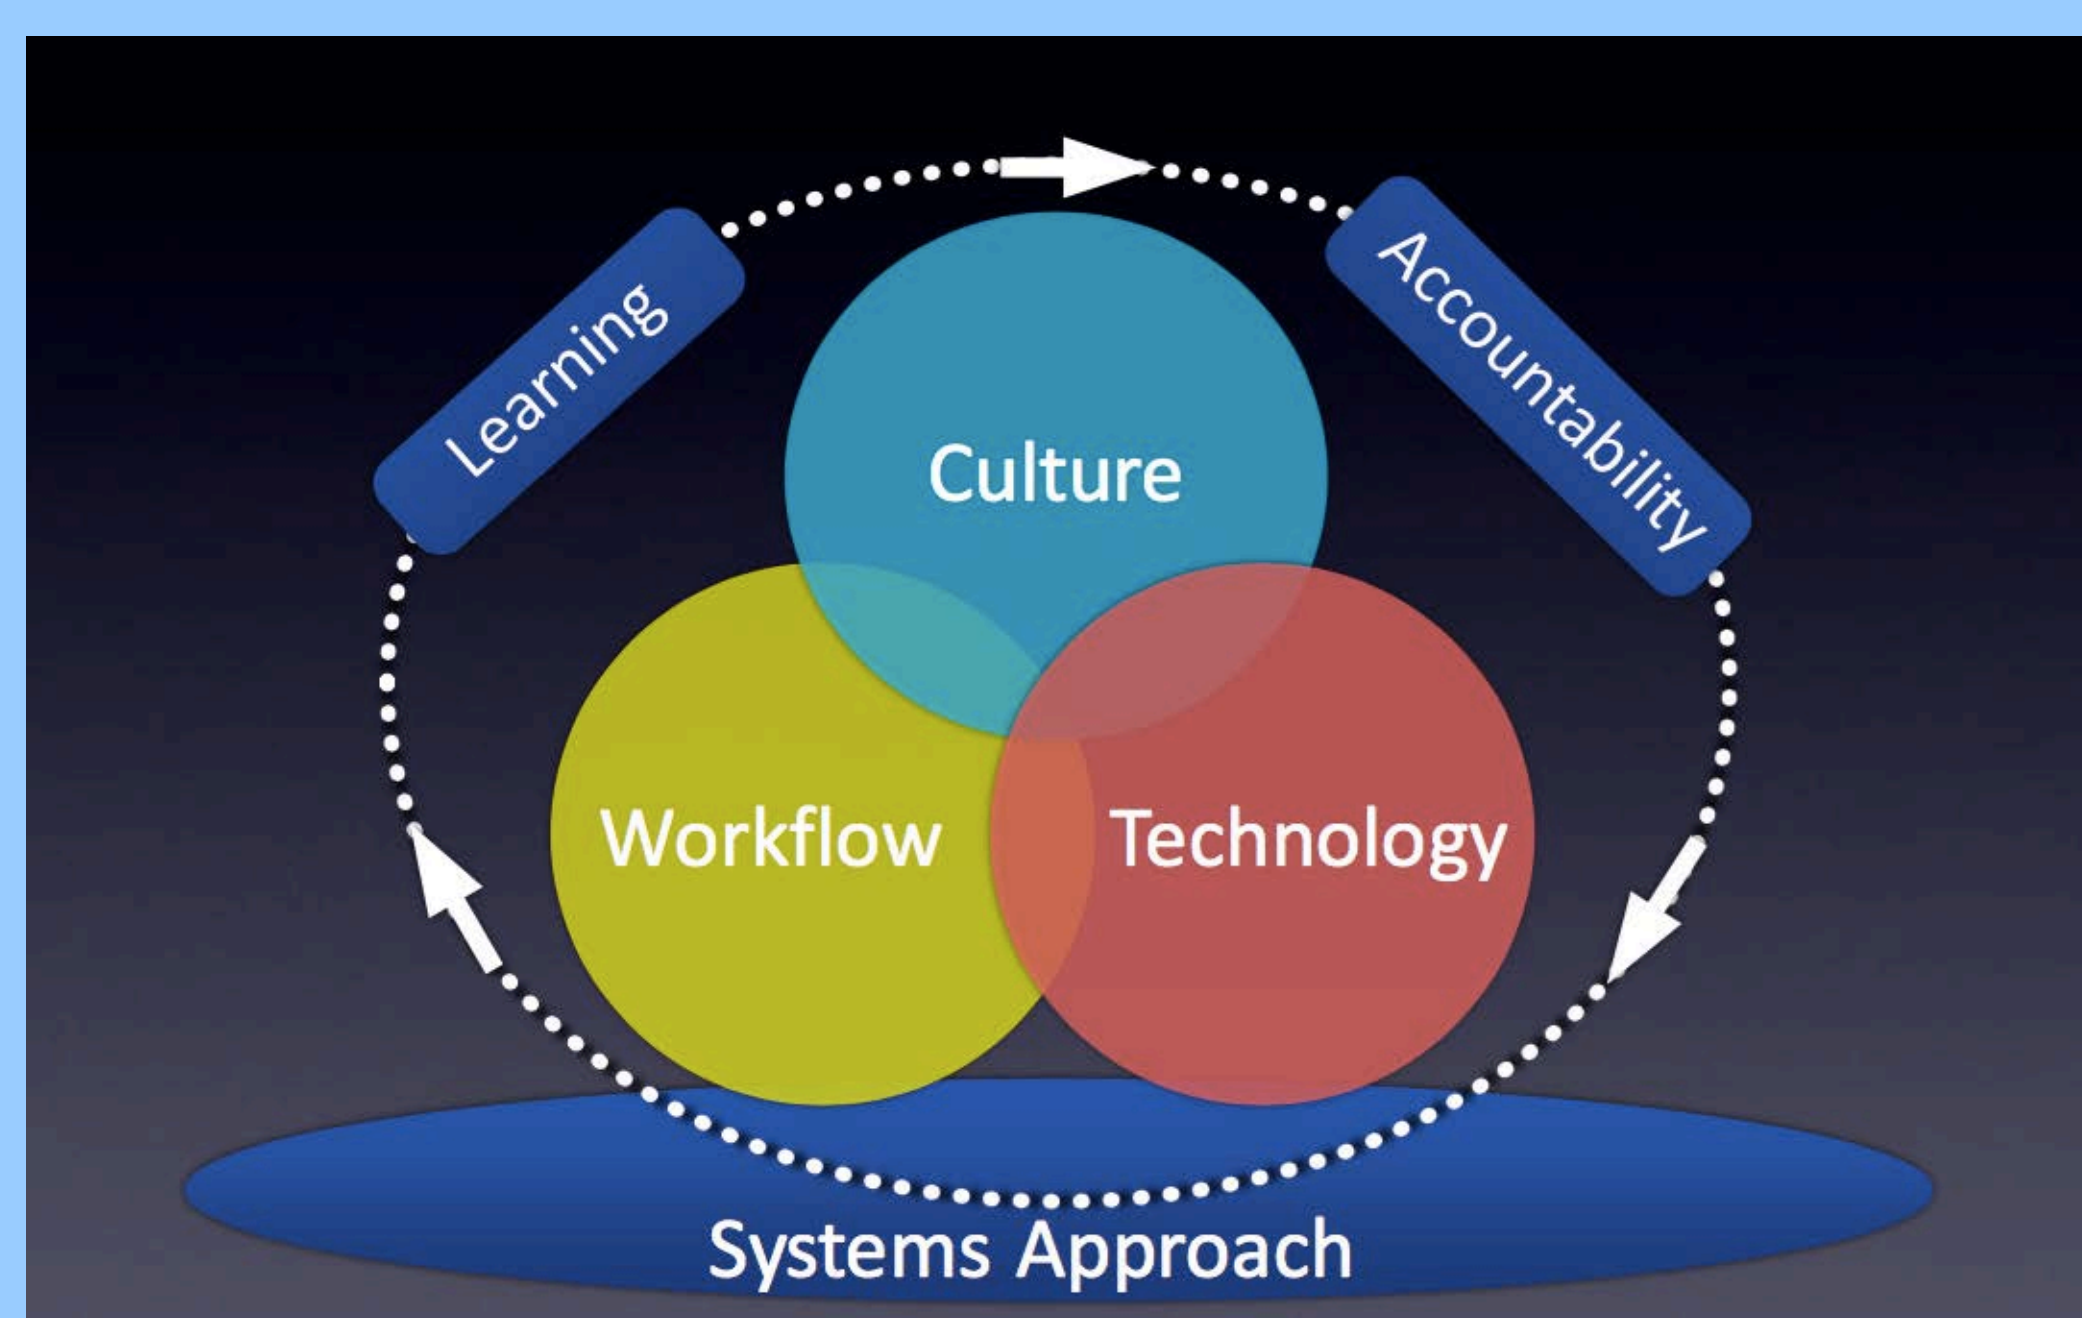 Learning
Accountability
Culture
Workflow
Technology
Systems Approach